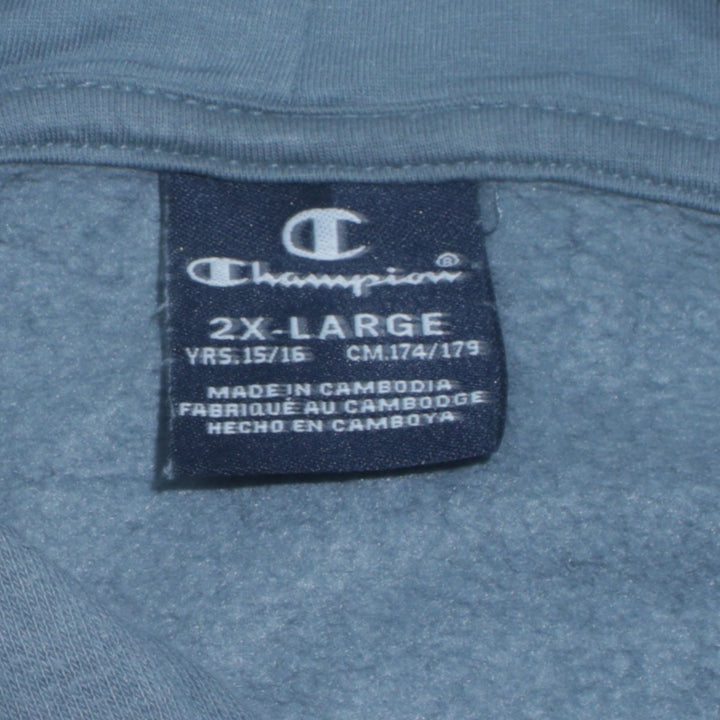 C
Champion®
2X-LARGE
YRS.15/16 CM.174/179
MADE IN CAMBODIA
FABRIQUÉ AU CAMBODGE
HECHO EN CAMBOYA